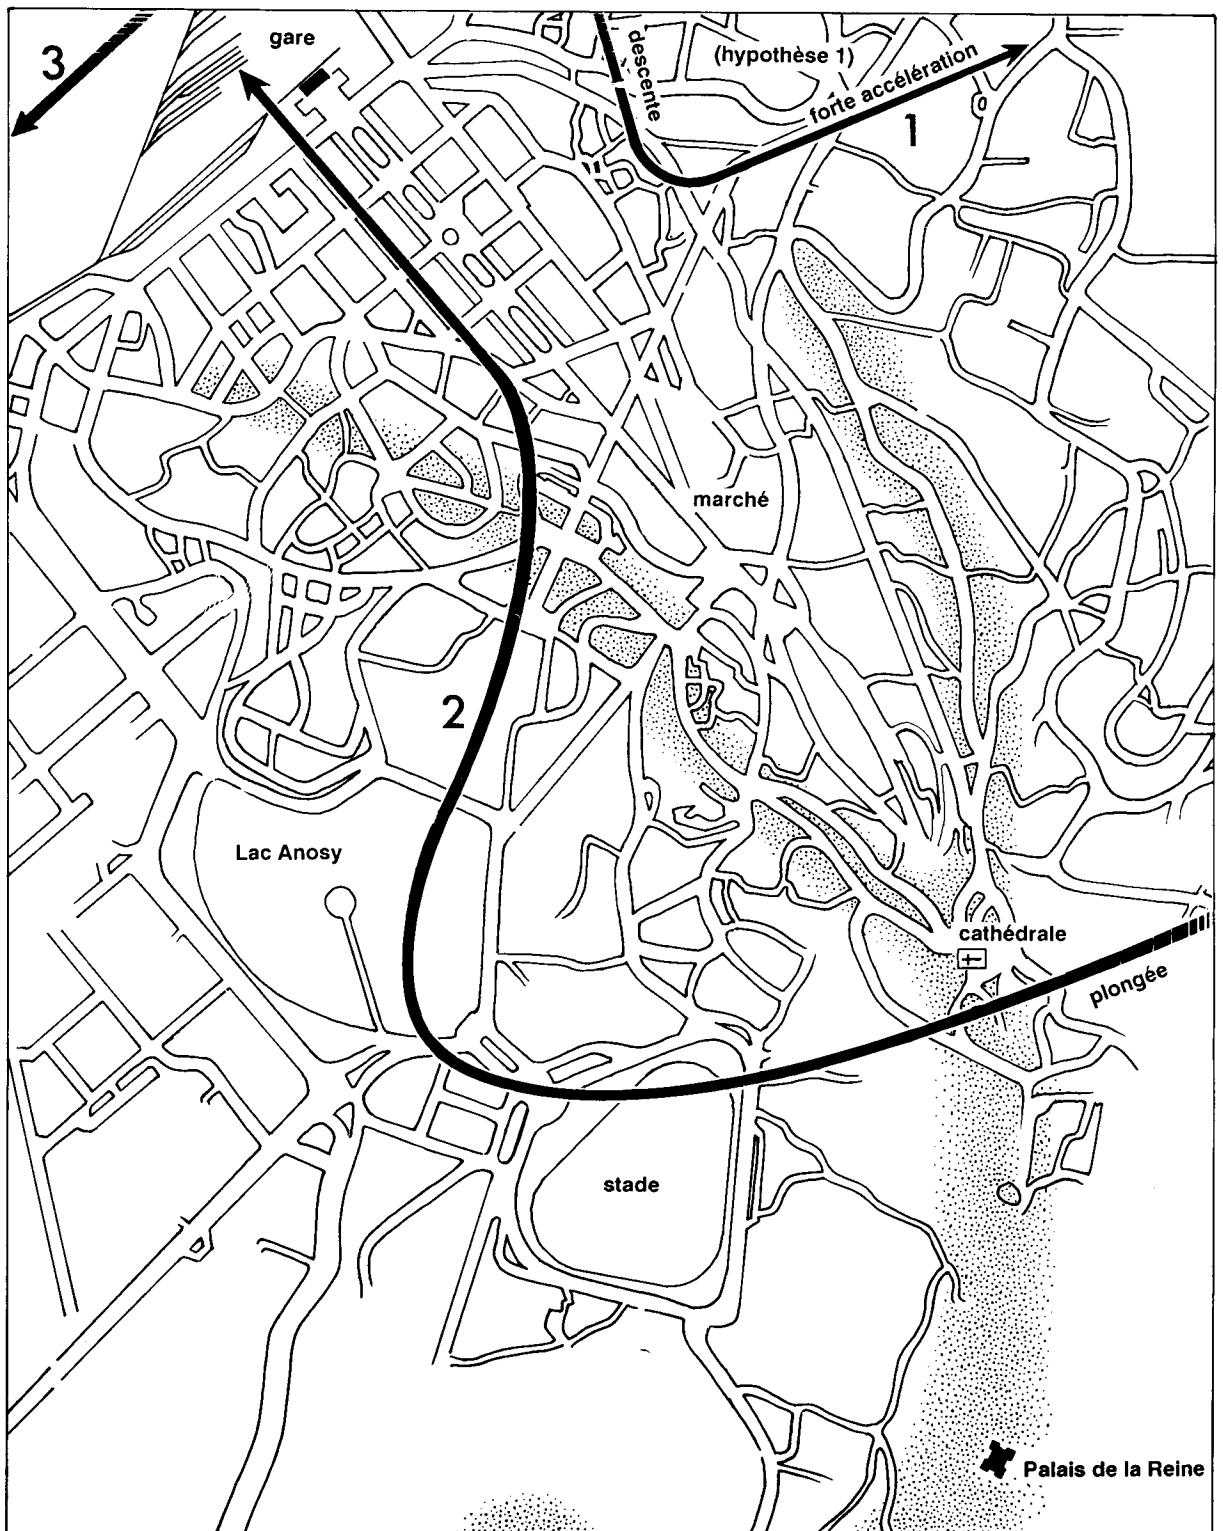 3
gare
descente
(hypothèse 1)
forte accélération
1
marché
2
Lac Anosy
cathédrale
plongée
stade
Palais de la Reine